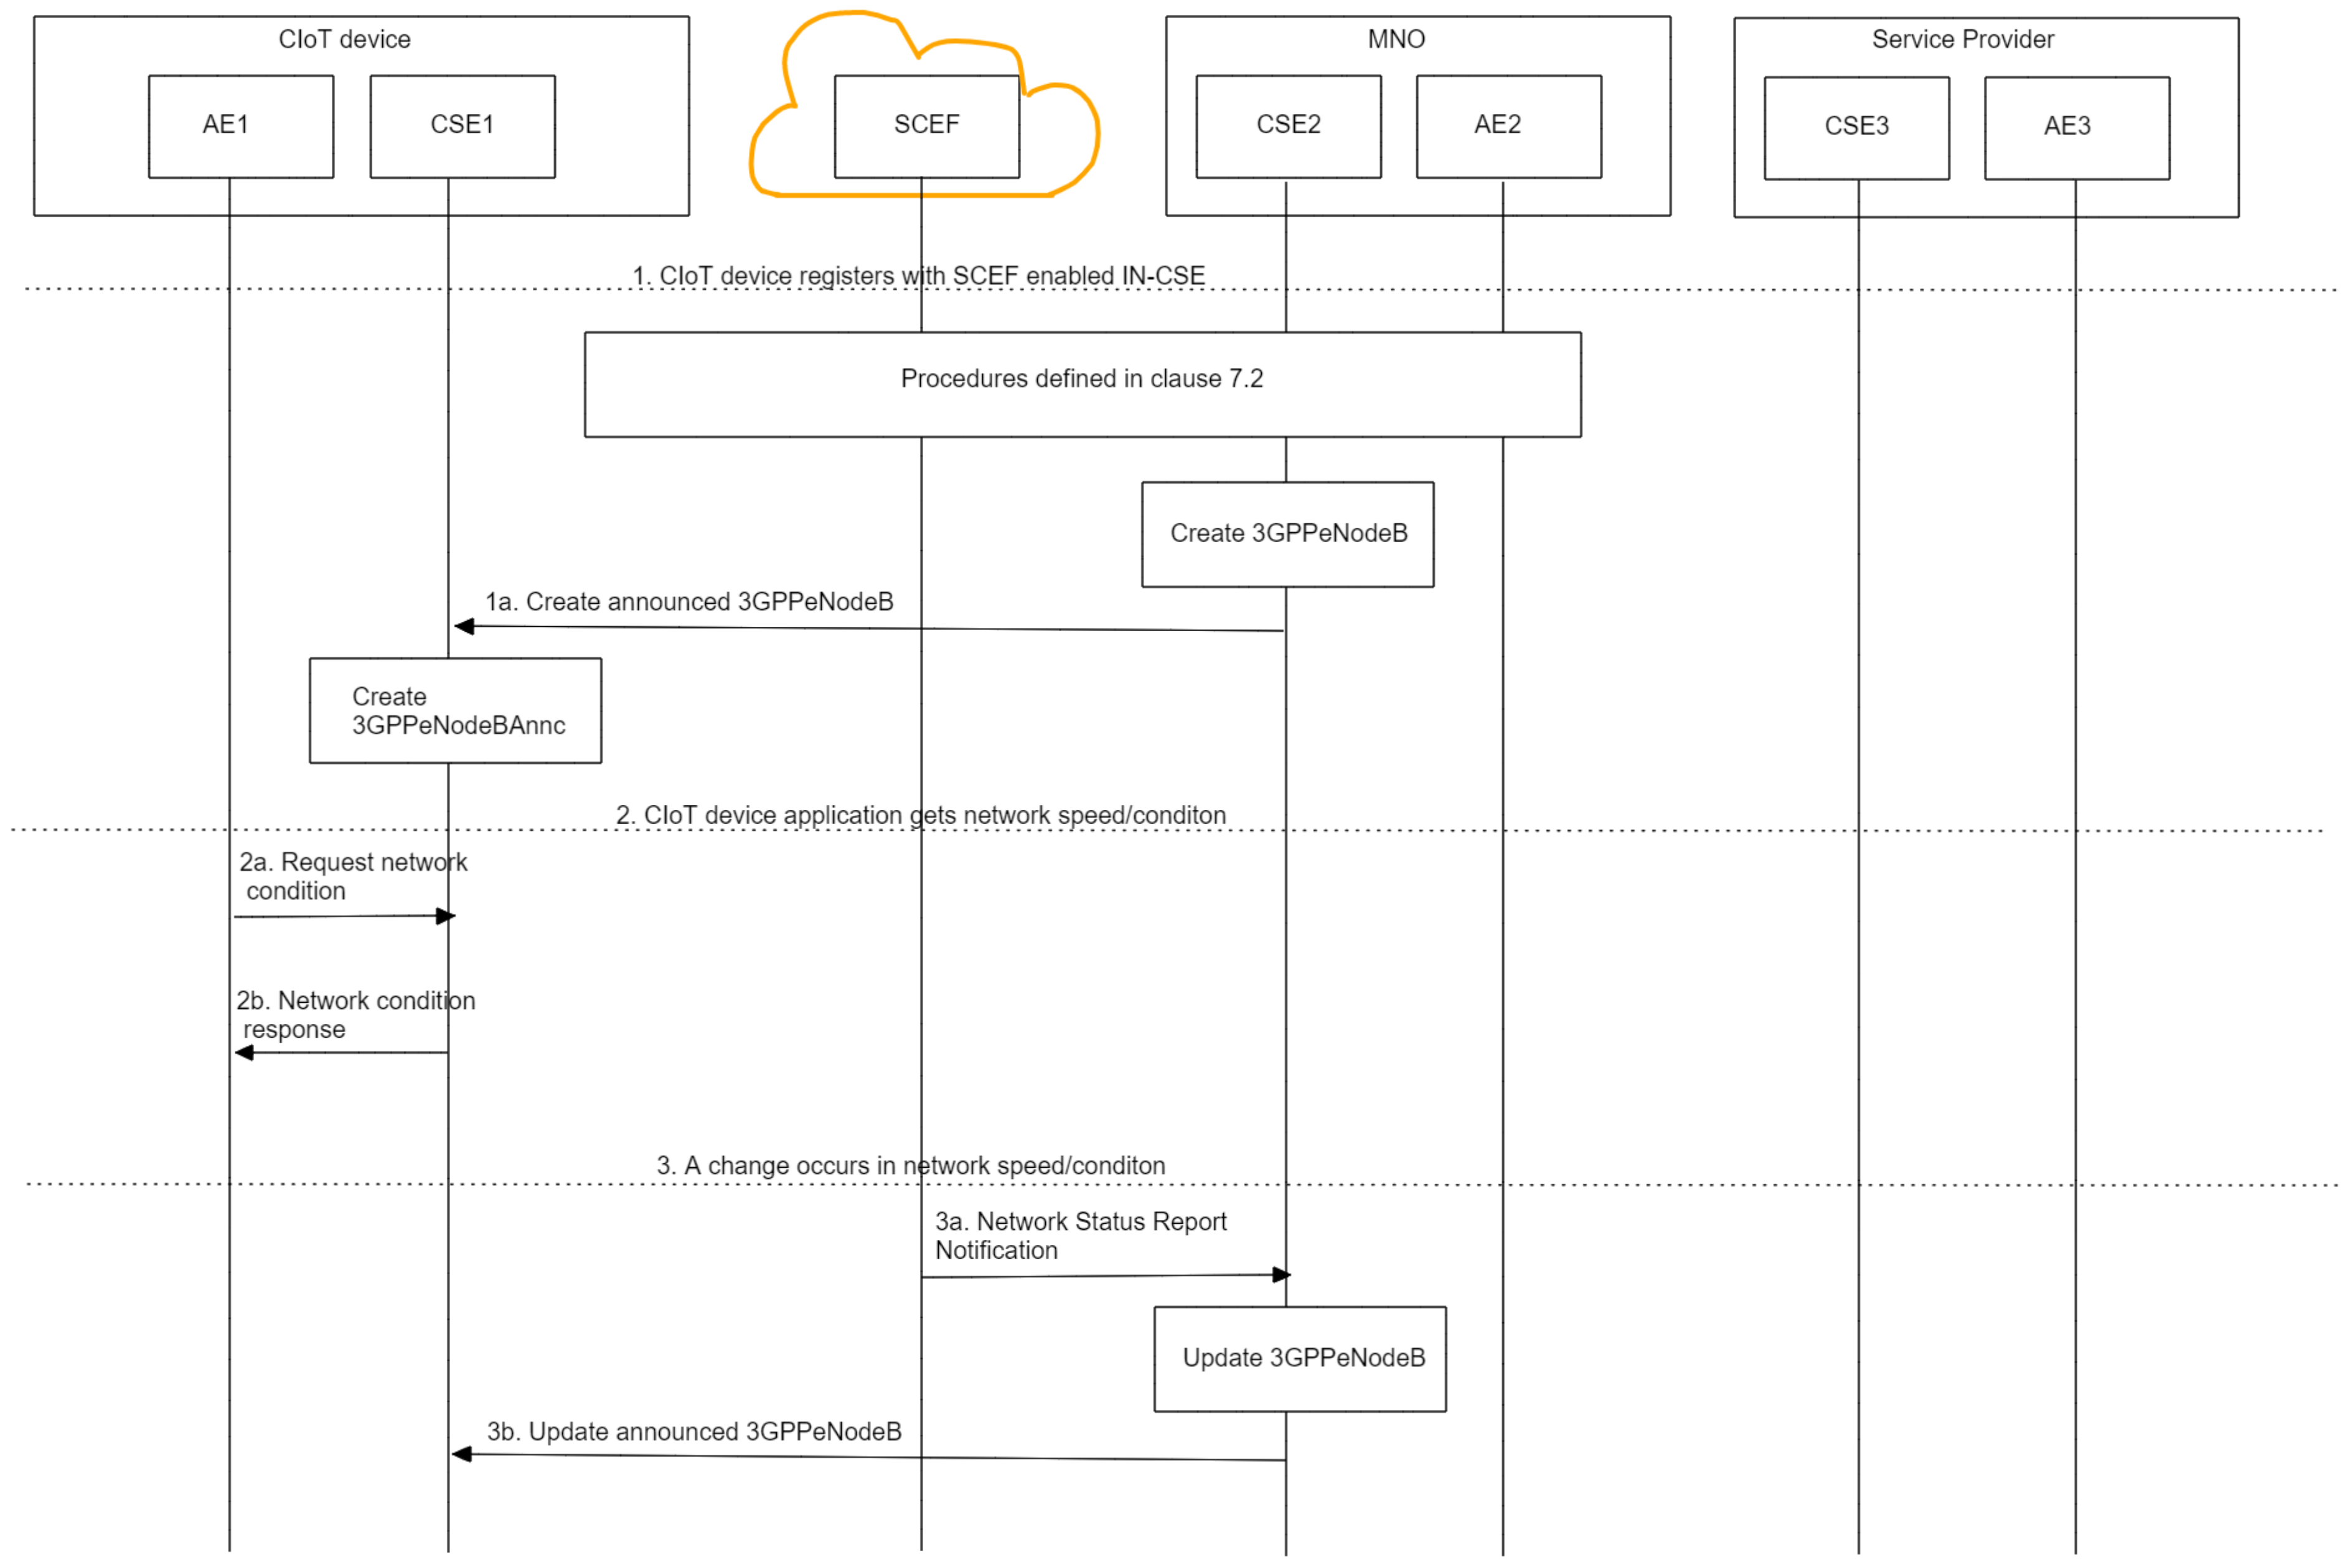 CIoT device
MNO
Service Provider
AE1
CSE1
SCEF
CSE2
AE2
CSE3
AE3
1. CIoT device registers with SCEF enabled IN-CSE
Procedures defined in clause 7.2
Create 3GPPeNodeB
1a. Create announced 3GPPeNodeB
Create
3GPPeNodeBAnnc
2. CIoT device application gets network speed/conditon
2a. Request network
condition
2b. Network condition
response
3. A change occurs in network speed/conditon
3a. Network Status Report
Notification
Update 3GPPeNodeB
3b. Update announced 3GPPeNodeB